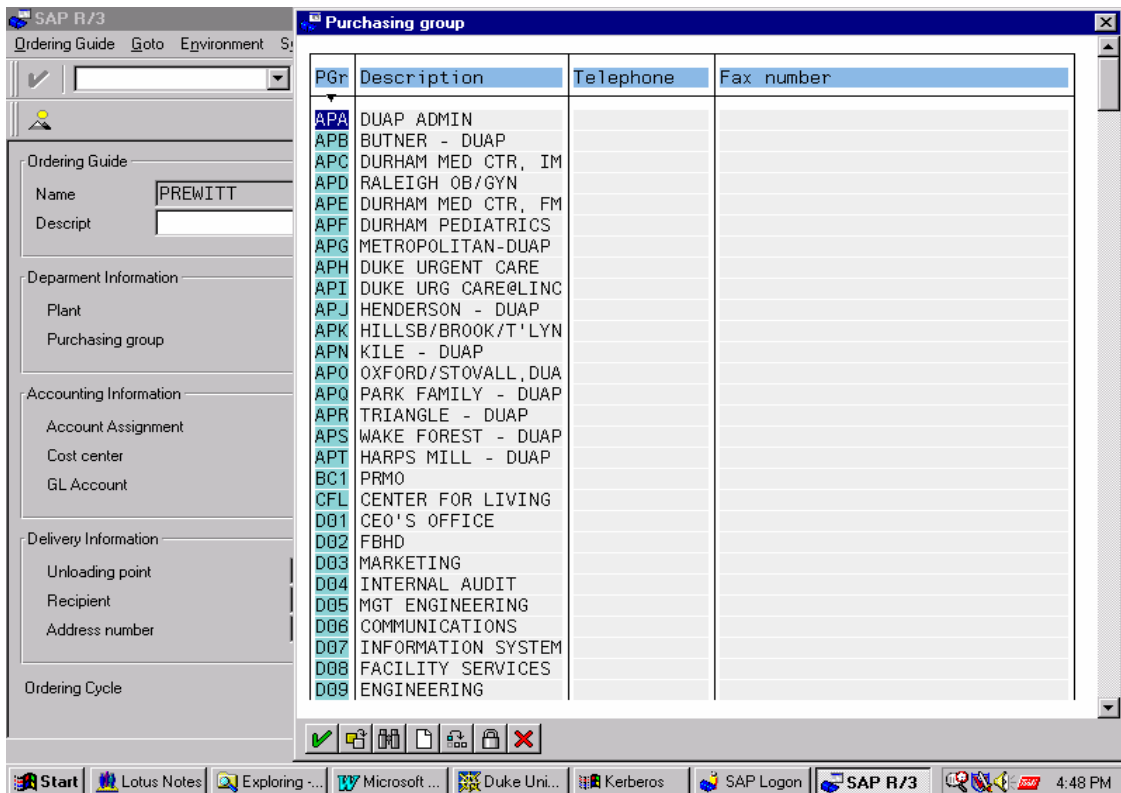 SAP R/3
Ordering Guide Goto Environment
Ordering Guide
Name PREWITT
Descript
Deparment Information
Plant
Purchasing group
Accounting Information
Account Assignment
Cost center
GL Account
Delivery Information
Unloading point
Recipient
Address number
Ordering Cycle
Purchasing group
PGr Description Telephone Fax number
APA DUAP ADMIN
APB BUTNER - DUAP
APC DURHAM MED CTR, IM
APD RALEIGH OB/GYN
APE DURHAM MED CTR, FM
APF DURHAM PEDIATRICS
APG METROPOLITAN-DUAP
APH DUKE URGENT CARE
API DUKE URG CARE@LINC
APJ HENDERSON - DUAP
APK HILLSB/BROOK/T'LYN
APN KILE - DUAP
APO OXFORD/STOVALL,DUA
APQ PARK FAMILY - DUAP
APR TRIANGLE - DUAP
APS WAKE FOREST - DUAP
APT HARPS MILL - DUAP
BC1 PRMO
CFL CENTER FOR LIVING
D01 CEO'S OFFICE
D02 FBHD
D03 MARKETING
D04 INTERNAL AUDIT
D05 MGT ENGINEERING
D06 COMMUNICATIONS
D07 INFORMATION SYSTEM
D08 FACILITY SERVICES
D09 ENGINEERING
Start Lotus Notes Exploring -... Microsoft ... Duke Uni... Kerberos SAP Logon SAP R/3 4:48 PM